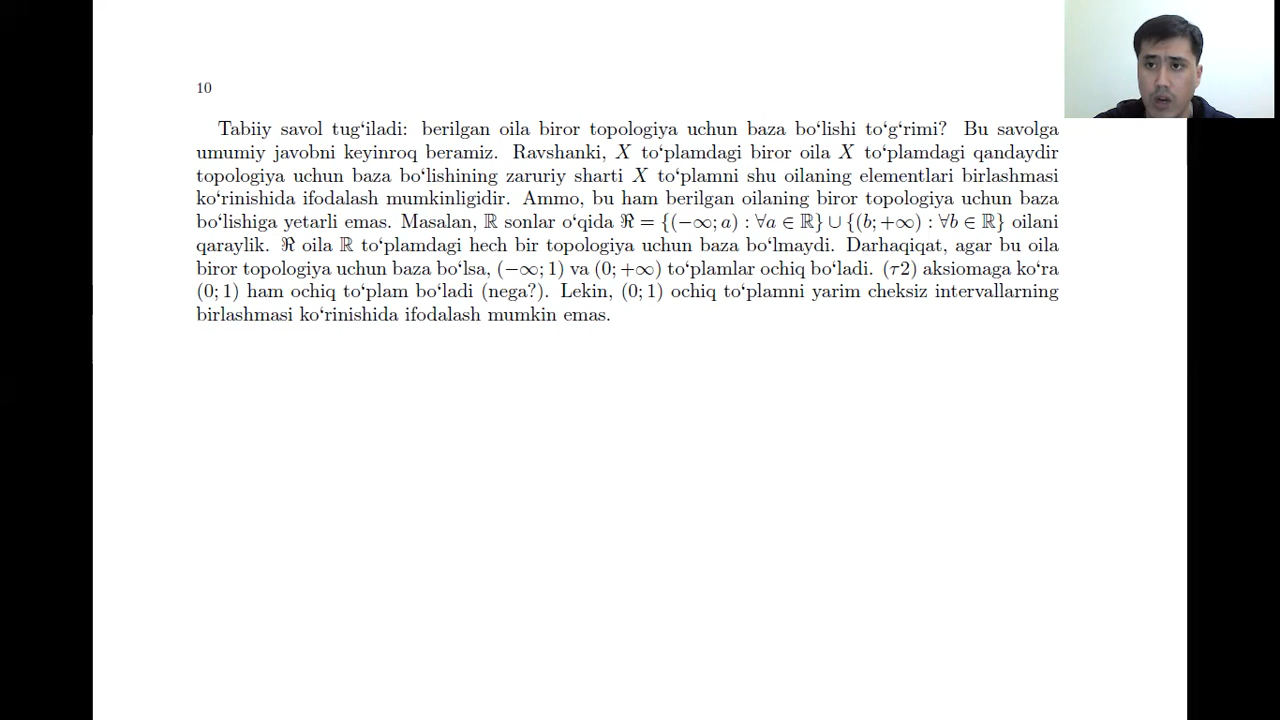 10
Tabiiy savol tug‘iladi: berilgan oila biror topologiya uchun baza bo‘lishi to‘g‘rimi? Bu savolga
umumiy javobni keyinroq beramiz. Ravshanki, X to‘plamdagi biror oila X to‘plamdagi qandaydir
topologiya uchun baza bo‘lishining zaruriy sharti X to‘plamni shu oilaning elementlari birlashmasi
ko‘rinishida ifodalash mumkinligidir. Ammo, bu ham berilgan oilaning biror topologiya uchun baza
bo‘lishiga yetarli emas. Masalan, ℝ sonlar o‘qida ℜ = {(−∞; a) : ∀a ∈ ℝ} ∪ {(b; +∞) : ∀b ∈ ℝ} oilani
qaraylik. ℜ oila ℝ to‘plamdagi hech bir topologiya uchun baza bo‘lmaydi. Darhaqiqat, agar bu oila
biror topologiya uchun baza bo‘lsa, (−∞; 1) va (0; +∞) to‘plamlar ochiq bo‘ladi. (τ2) aksiomaga ko‘ra
(0; 1) ham ochiq to‘plam bo‘ladi (nega?). Lekin, (0; 1) ochiq to‘plamni yarim cheksiz intervallarning
birlashmasi ko‘rinishida ifodalash mumkin emas.